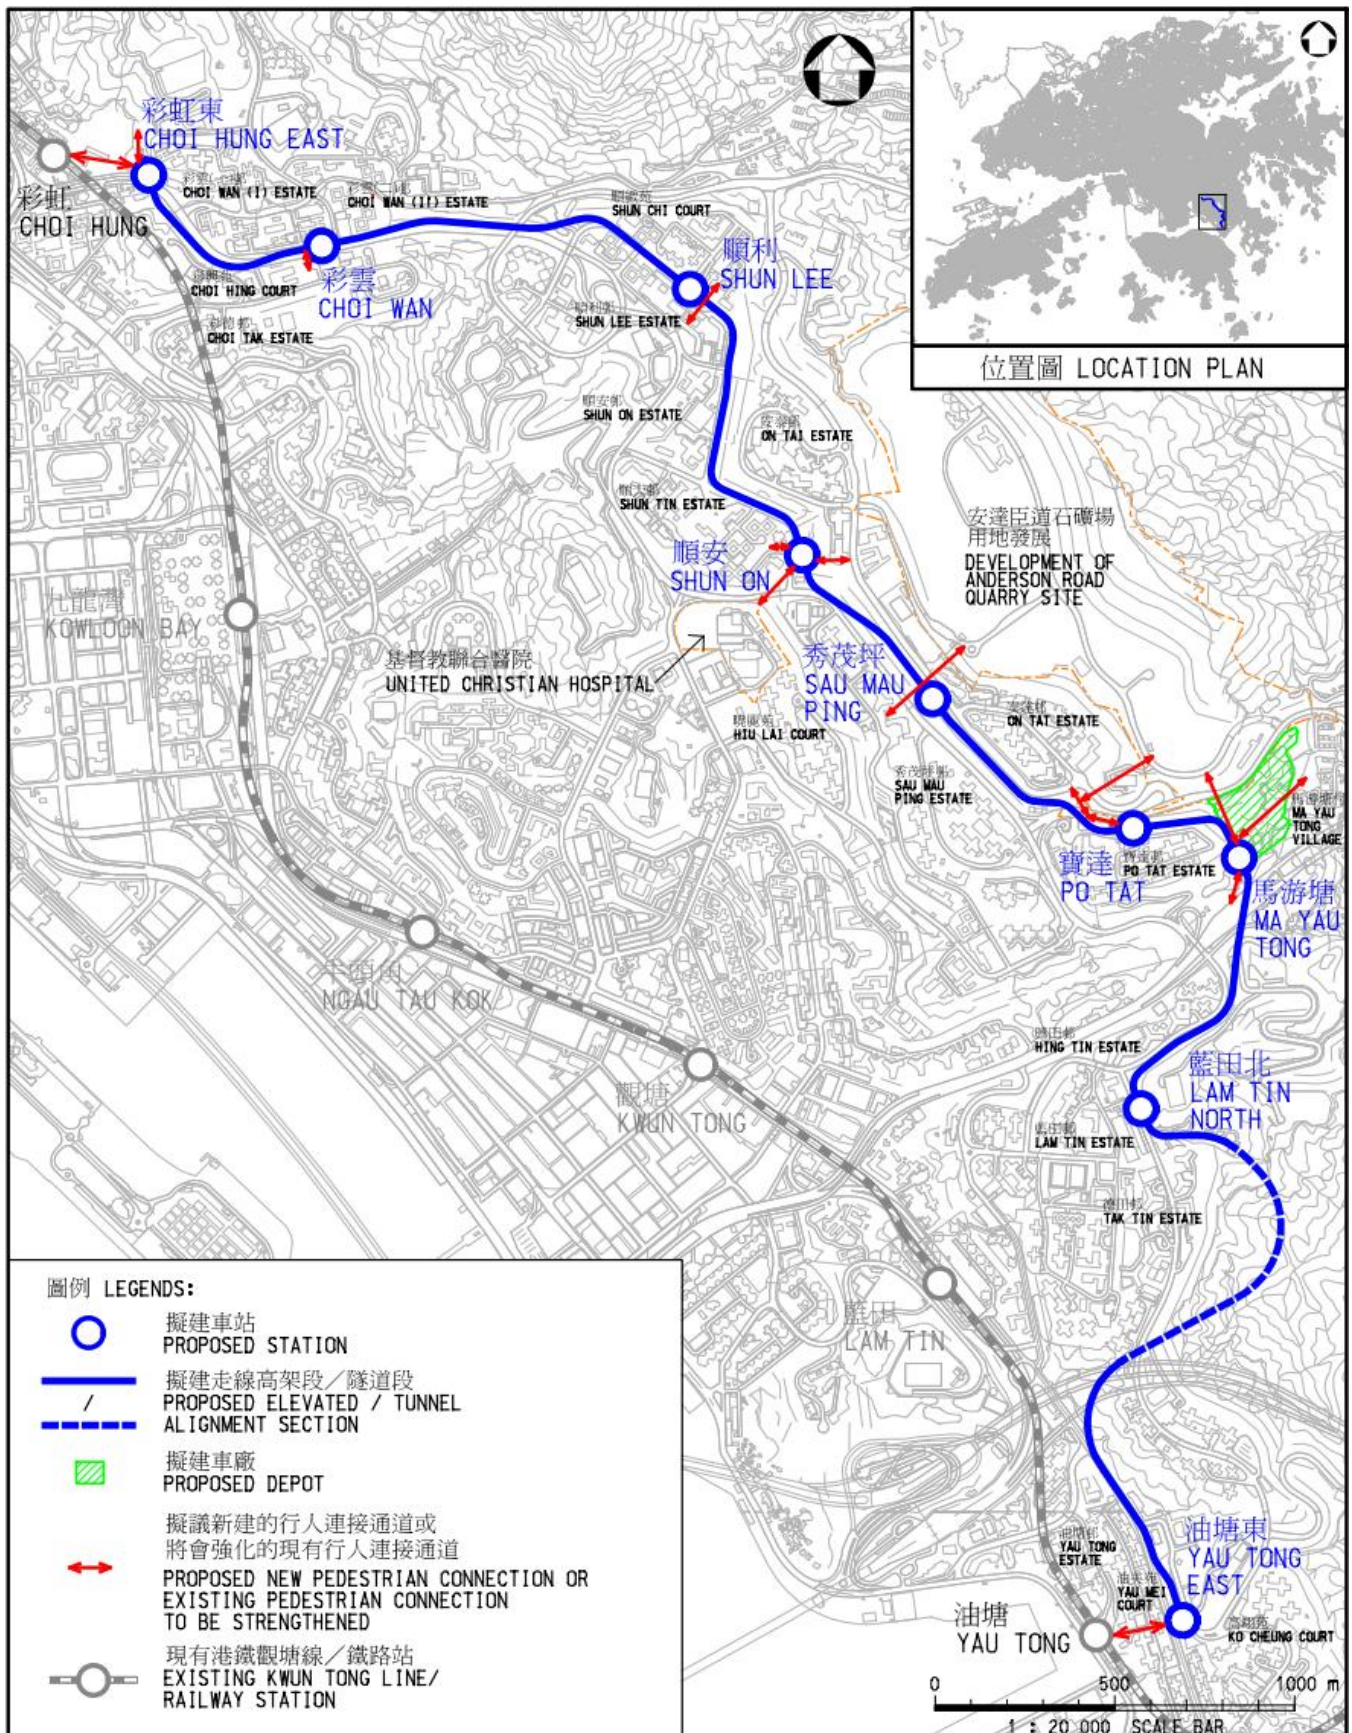 彩虹東
CHOI HUNG EAST
彩虹
CHOI HUNG
CHOI WAN (I) ESTATE
CHOI WAN (II) ESTATE
彩雲
CHOI WAN
CHOI HING COURT
CHOI TAK ESTATE
SHUN CHI COURT
順利
SHUN LEE
SHUN LEE ESTATE
SHUN ON ESTATE
ON TAI ESTATE
SHUN TIN ESTATE
位置圖 LOCATION PLAN
順安
SHUN ON
安達臣道石礦場
用地發展
DEVELOPMENT OF
ANDERSON ROAD
QUARRY SITE
九龍灣
KOWLOON BAY
基督教聯合醫院
UNITED CHRISTIAN HOSPITAL
秀茂坪
SAU MAU
PING
HIU LAI COURT
ON TAT ESTATE
SAU MAU
PING ESTATE
MA YAU
TONG
VILLAGE
寶達
PO TAT
PO TAT ESTATE
馬游塘
MA YAU
TONG
牛頭角
NGAU TAU KOK
HING TIN ESTATE
藍田北
LAM TIN
NORTH
觀塘
KWUN TONG
LAM TIN ESTATE
TAK TIN ESTATE
藍田
LAM TIN
油塘東
YAU TONG
EAST
YAU TONG
ESTATE
YAU MEI
COURT
油塘
YAU TONG
KO CHEUNG COURT
0 500 1000 m
1 : 20 000 SCALE BAR
圖例 LEGENDS:
擬建車站
PROPOSED STATION
擬建走線高架段／隧道段
/ PROPOSED ELEVATED / TUNNEL
ALIGNMENT SECTION
擬建車廠
PROPOSED DEPOT
擬議新建的行人連接通道或
將會強化的現有行人連接通道
PROPOSED NEW PEDESTRIAN CONNECTION OR
EXISTING PEDESTRIAN CONNECTION
TO BE STRENGTHENED
現有港鐵觀塘線／鐵路站
EXISTING KWUN TONG LINE/
RAILWAY STATION